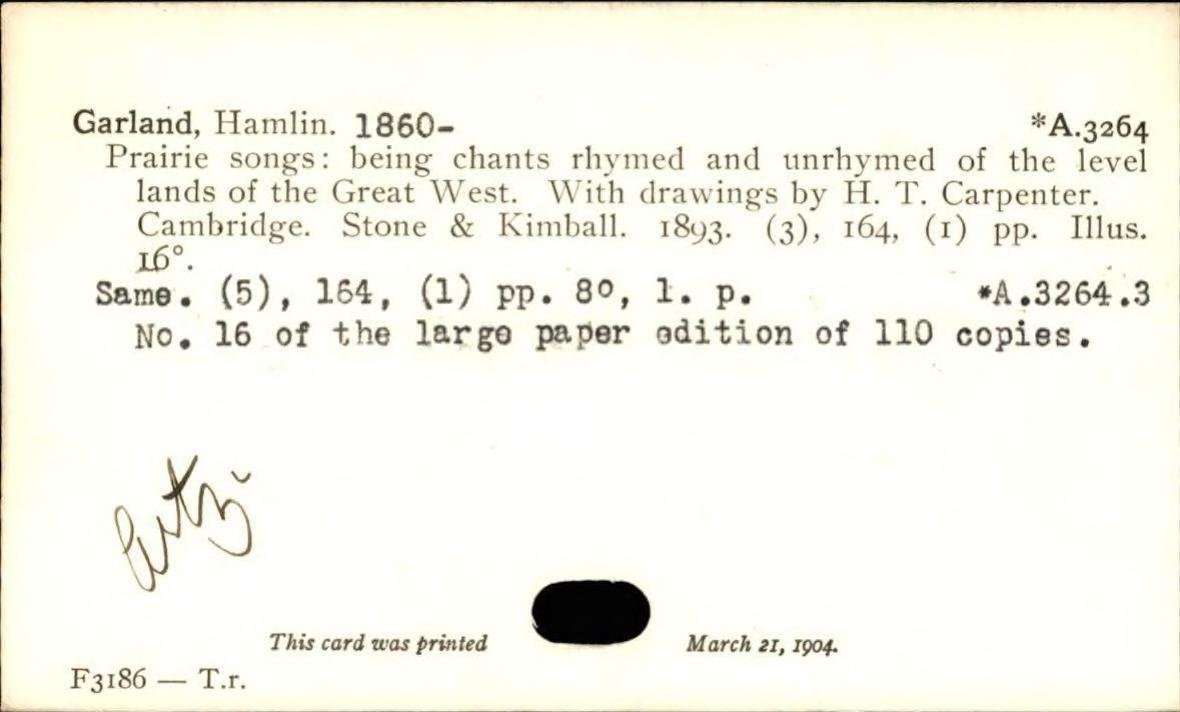 Garland, Hamlin. 1860- *A.3264
Prairie songs: being chants rhymed and unrhymed of the level
lands of the Great West. With drawings by H. T. Carpenter.
Cambridge. Stone & Kimball. 1893. (3), 164, (1) pp. Illus.
16°.
Same. (5), 164, (1) pp. 8°, l. p. *A.3264.3
No. 16 of the large paper edition of 110 copies.
Artz
This card was printed March 21, 1904.
F3186 — T.r.